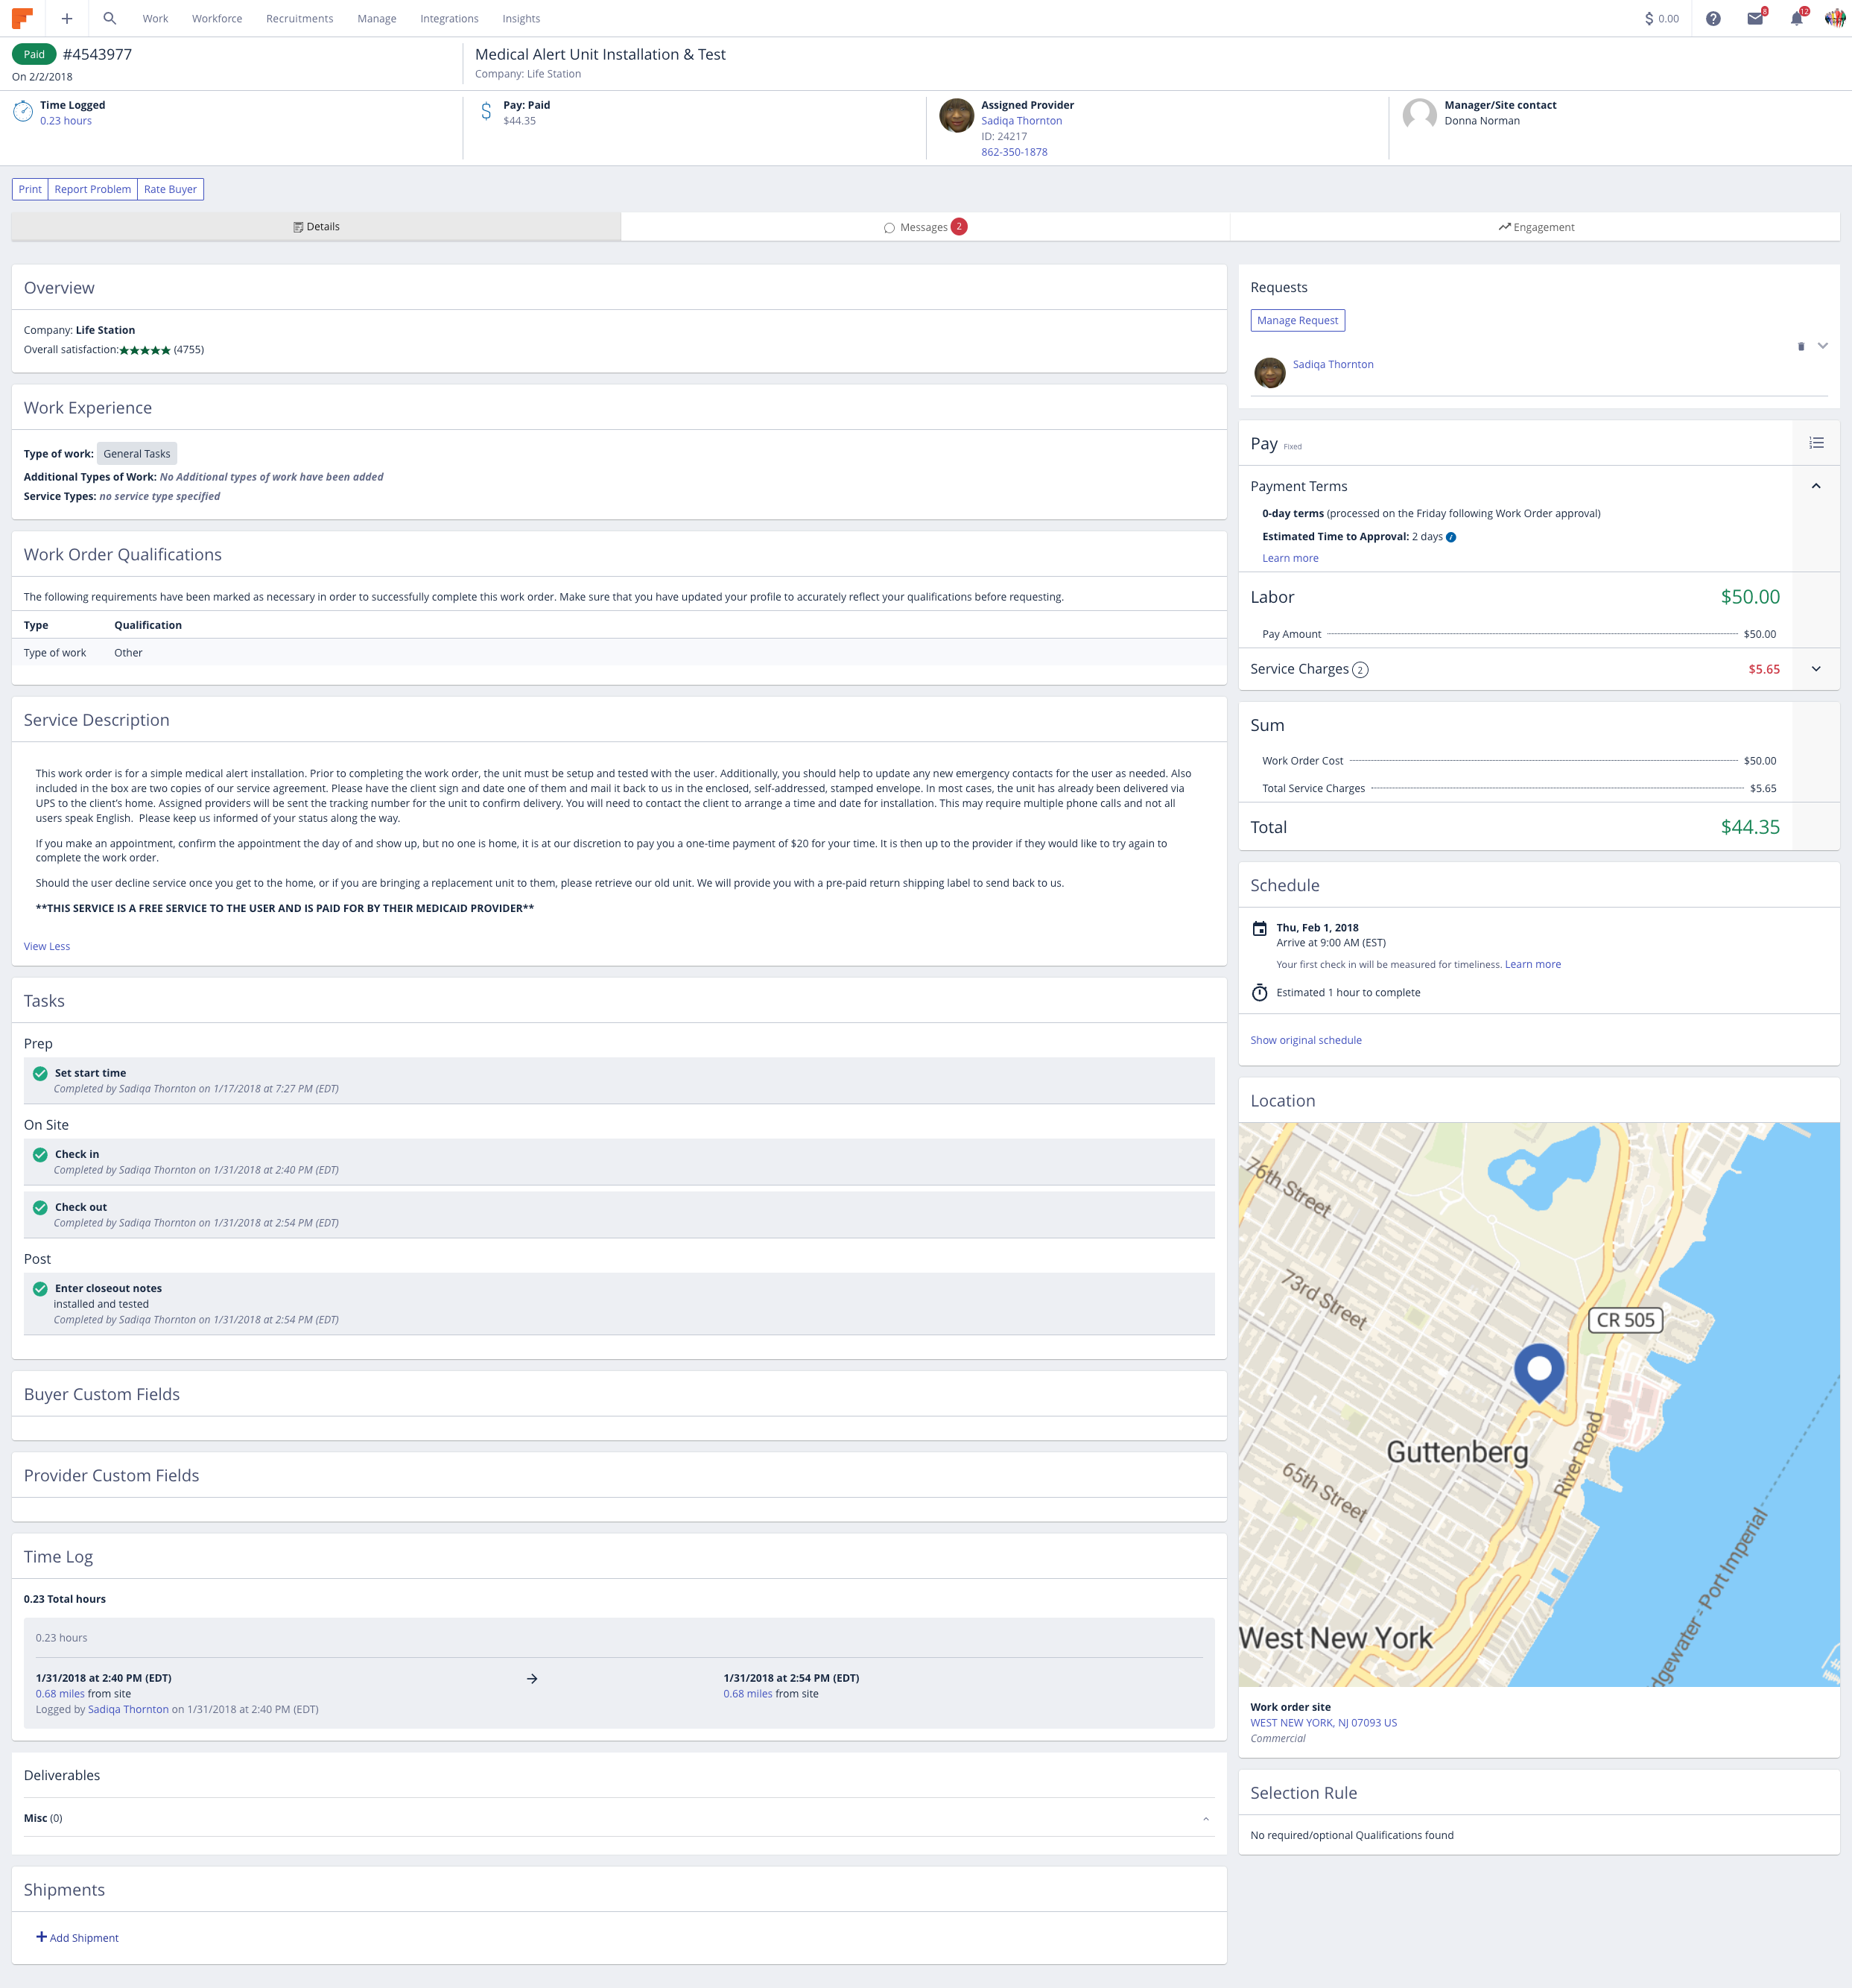 Work Workforce Recruitments Manage Integrations Insights $ 0.00 8 12
Paid #4543977
On 2/2/2018
Medical Alert Unit Installation & Test
Company: Life Station
Time Logged
0.23 hours
Pay: Paid
$44.35
Assigned Provider
Sadiqa Thornton
ID: 24217
862-350-1878
Manager/Site contact
Donna Norman
Print Report Problem Rate Buyer
Details Messages 2 Engagement
Overview
Company: Life Station
Overall satisfaction:★★★★★ (4755)
Work Experience
Type of work: General Tasks
Additional Types of Work: No Additional types of work have been added
Service Types: no service type specified
Work Order Qualifications
The following requirements have been marked as necessary in order to successfully complete this work order. Make sure that you have updated your profile to accurately reflect your qualifications before requesting.
Type Qualification
Type of work Other
Service Description
This work order is for a simple medical alert installation. Prior to completing the work order, the unit must be setup and tested with the user. Additionally, you should help to update any new emergency contacts for the user as needed. Also
included in the box are two copies of our service agreement. Please have the client sign and date one of them and mail it back to us in the enclosed, self-addressed, stamped envelope. In most cases, the unit has already been delivered via
UPS to the client's home. Assigned providers will be sent the tracking number for the unit to confirm delivery. You will need to contact the client to arrange a time and date for installation. This may require multiple phone calls and not all
users speak English. Please keep us informed of your status along the way.
If you make an appointment, confirm the appointment the day of and show up, but no one is home, it is at our discretion to pay you a one-time payment of $20 for your time. It is then up to the provider if they would like to try again to
complete the work order.
Should the user decline service once you get to the home, or if you are bringing a replacement unit to them, please retrieve our old unit. We will provide you with a pre-paid return shipping label to send back to us.
**THIS SERVICE IS A FREE SERVICE TO THE USER AND IS PAID FOR BY THEIR MEDICAID PROVIDER**
View Less
Tasks
Prep
Set start time
Completed by Sadiqa Thornton on 1/17/2018 at 7:27 PM (EDT)
On Site
Check in
Completed by Sadiqa Thornton on 1/31/2018 at 2:40 PM (EDT)
Check out
Completed by Sadiqa Thornton on 1/31/2018 at 2:54 PM (EDT)
Post
Enter closeout notes
installed and tested
Completed by Sadiqa Thornton on 1/31/2018 at 2:54 PM (EDT)
Buyer Custom Fields
Provider Custom Fields
Time Log
0.23 Total hours
0.23 hours
1/31/2018 at 2:40 PM (EDT)
0.68 miles from site
Logged by Sadiqa Thornton on 1/31/2018 at 2:40 PM (EDT)
1/31/2018 at 2:54 PM (EDT)
0.68 miles from site
Deliverables
Misc (0)
Shipments
Add Shipment
Requests
Manage Request
Sadiqa Thornton
Pay Fixed
Payment Terms
0-day terms (processed on the Friday following Work Order approval)
Estimated Time to Approval: 2 days
Learn more
Labor $50.00
Pay Amount $50.00
Service Charges 2 $5.65
Sum
Work Order Cost $50.00
Total Service Charges $5.65
Total $44.35
Schedule
Thu, Feb 1, 2018
Arrive at 9:00 AM (EST)
Your first check in will be measured for timeliness. Learn more
Estimated 1 hour to complete
Show original schedule
Location
76th Street
73rd Street
CR 505
Guttenberg
65th Street
River Road
West New York
dgewater - Port Imperial
Work order site
WEST NEW YORK, NJ 07093 US
Commercial
Selection Rule
No required/optional Qualifications found